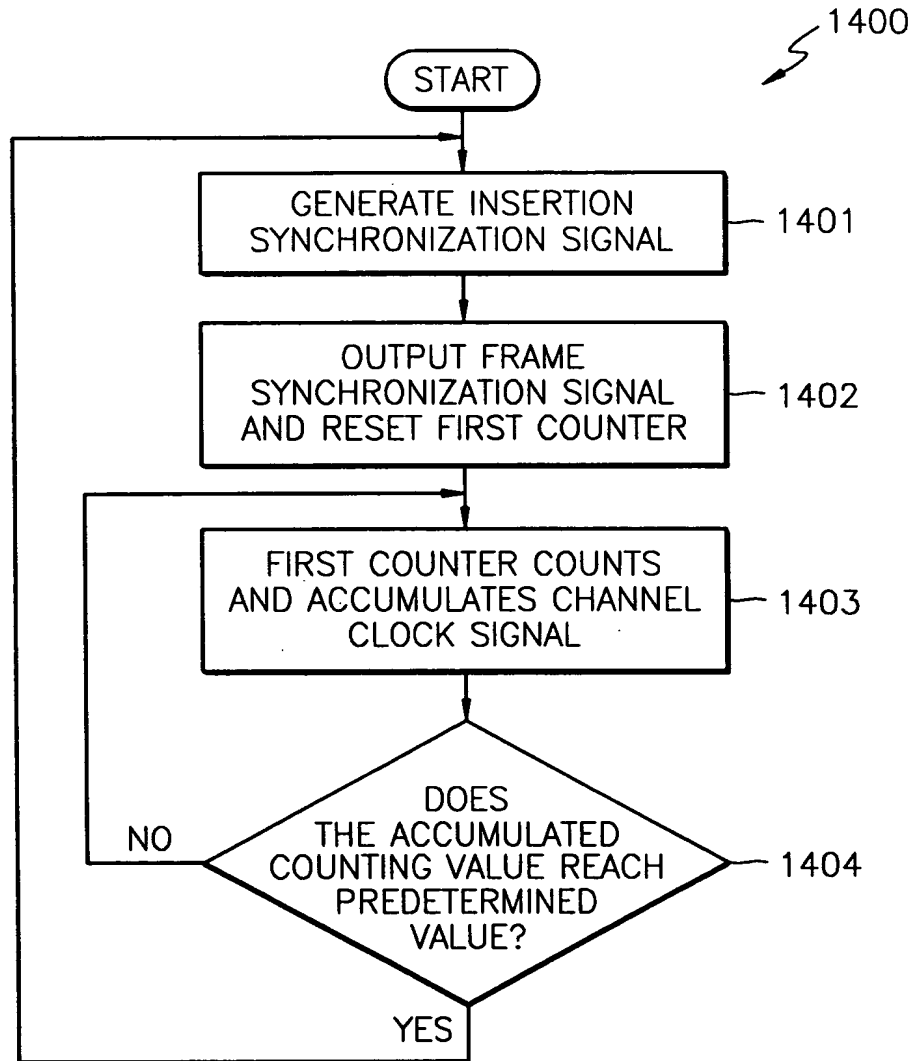 1400
START
GENERATE INSERTION
SYNCHRONIZATION SIGNAL
1401
OUTPUT FRAME
SYNCHRONIZATION SIGNAL
AND RESET FIRST COUNTER
1402
FIRST COUNTER COUNTS
AND ACCUMULATES CHANNEL
CLOCK SIGNAL
1403
DOES
THE ACCUMULATED
COUNTING VALUE REACH
PREDETERMINED
VALUE?
NO
1404
YES